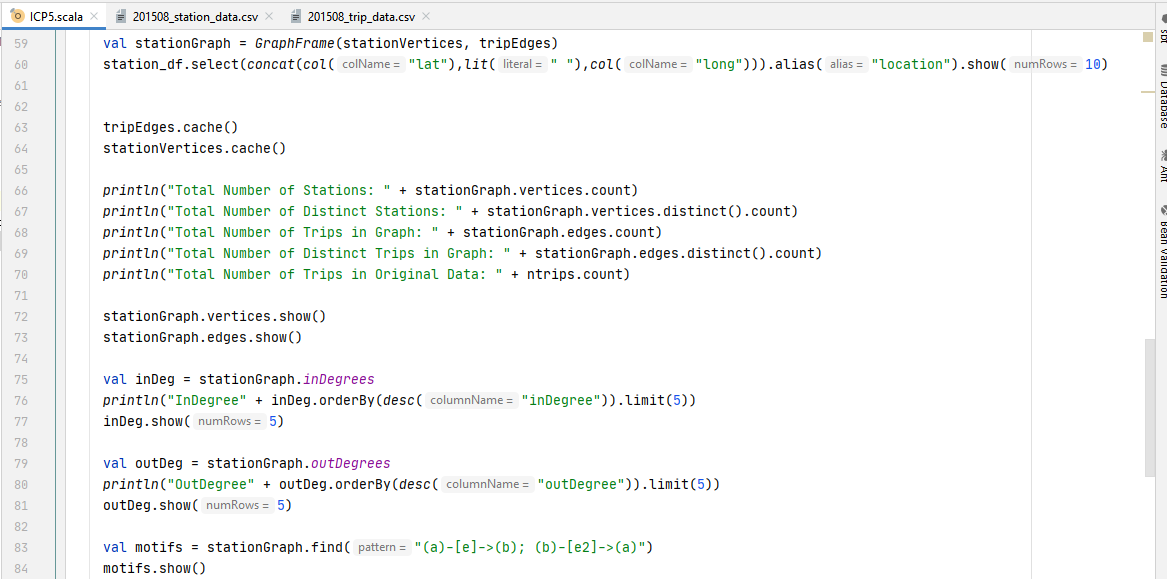 ICP5.scala 201508_station_data.csv 201508_trip_data.csv
59 val stationGraph = GraphFrame(stationVertices, tripEdges)
60 station_df.select(concat(col( colName = "lat"),lit( literal = " "),col( colName = "long"))).alias( alias = "location").show( numRows = 10)
61
62
63 tripEdges.cache()
64 stationVertices.cache()
65
66 println("Total Number of Stations: " + stationGraph.vertices.count)
67 println("Total Number of Distinct Stations: " + stationGraph.vertices.distinct().count)
68 println("Total Number of Trips in Graph: " + stationGraph.edges.count)
69 println("Total Number of Distinct Trips in Graph: " + stationGraph.edges.distinct().count)
70 println("Total Number of Trips in Original Data: " + ntrips.count)
71
72 stationGraph.vertices.show()
73 stationGraph.edges.show()
74
75 val inDeg = stationGraph.inDegrees
76 println("InDegree" + inDeg.orderBy(desc( columnName = "inDegree")).limit(5))
77 inDeg.show( numRows = 5)
78
79 val outDeg = stationGraph.outDegrees
80 println("OutDegree" + outDeg.orderBy(desc( columnName = "outDegree")).limit(5))
81 outDeg.show( numRows = 5)
82
83 val motifs = stationGraph.find( pattern = "(a)-[e]->(b); (b)-[e2]->(a)")
84 motifs.show()
sbt
Database
Ant
Bean Validation